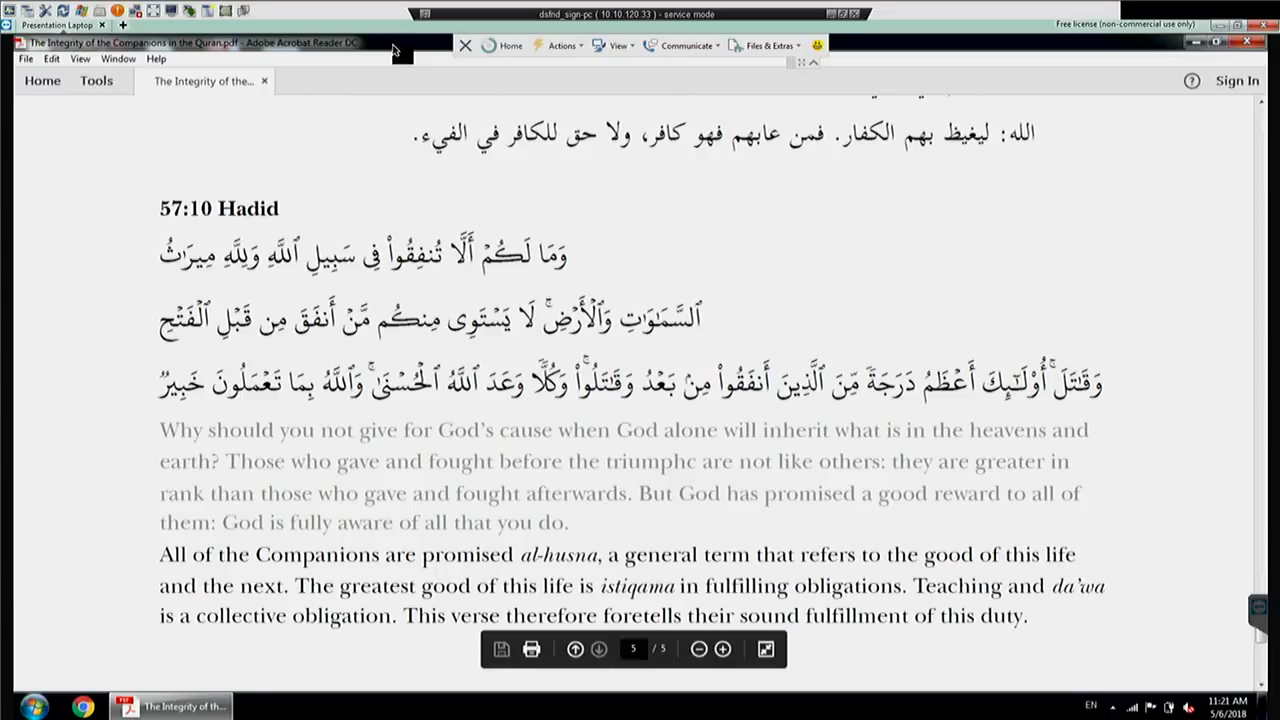 dsfnd_sign-pc ( 10.10.120.33 ) - service mode
Presentation Laptop
Free license (non-commercial use only)
The Integrity of the Companions in the Quran.pdf - Adobe Acrobat Reader DC
Home
Actions
View
Communicate
Files & Extras
File Edit View Window Help
Home Tools The Integrity of the... Sign In
الله: ليغيظ بهم الكفار. فمن عابهم فهو كافر، ولا حق للكافر في الفيء.
57:10 Hadid
وَمَا لَكُمْ أَلَّا تُنفِقُوا۟ فِى سَبِيلِ ٱللَّهِ وَلِلَّهِ مِيرَٰثُ
ٱلسَّمَـٰوَٰتِ وَٱلْأَرْضِ ۚ لَا يَسْتَوِى مِنكُم مَّنْ أَنفَقَ مِن قَبْلِ ٱلْفَتْحِ
وَقَـٰتَلَ ۚ أُو۟لَـٰٓئِكَ أَعْظَمُ دَرَجَةً مِّنَ ٱلَّذِينَ أَنفَقُوا۟ مِنۢ بَعْدُ وَقَـٰتَلُوا۟ ۚ وَكُلًّا وَعَدَ ٱللَّهُ ٱلْحُسْنَىٰ ۚ وَٱللَّهُ بِمَا تَعْمَلُونَ خَبِيرٌ
Why should you not give for God's cause when God alone will inherit what is in the heavens and
earth? Those who gave and fought before the triumphc are not like others: they are greater in
rank than those who gave and fought afterwards. But God has promised a good reward to all of
them: God is fully aware of all that you do.
All of the Companions are promised al-husna, a general term that refers to the good of this life
and the next. The greatest good of this life is istiqama in fulfilling obligations. Teaching and da'wa
is a collective obligation. This verse therefore foretells their sound fulfillment of this duty.
5 / 5
The Integrity of th...
EN
11:21 AM
5/6/2018